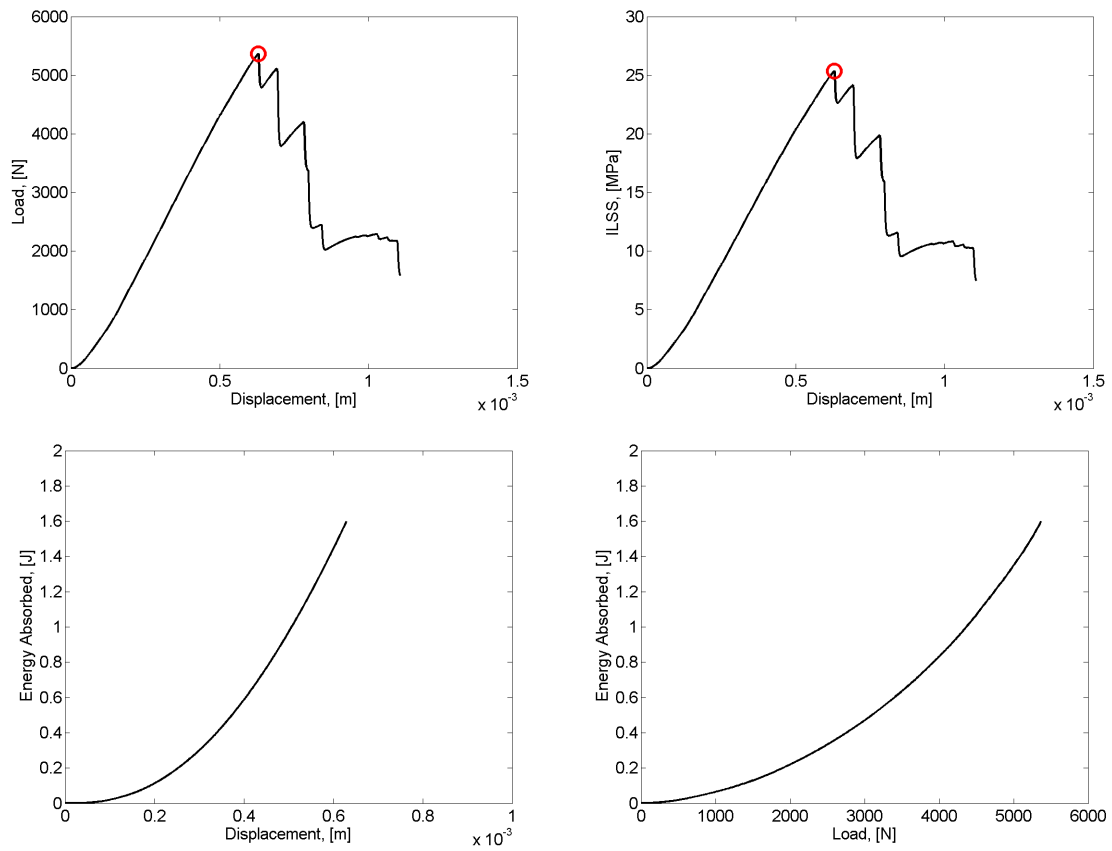 6000
5000
4000
3000
2000
1000
0
Load, [N]
0 0.5 1 1.5
Displacement, [m]
x 10-3
30
25
20
15
10
5
0
ILSS, [MPa]
0 0.5 1 1.5
Displacement, [m]
x 10-3
2
1.8
1.6
1.4
1.2
1
0.8
0.6
0.4
0.2
0
Energy Absorbed, [J]
0 0.2 0.4 0.6 0.8 1
Displacement, [m]
x 10-3
2
1.8
1.6
1.4
1.2
1
0.8
0.6
0.4
0.2
0
Energy Absorbed, [J]
0 1000 2000 3000 4000 5000 6000
Load, [N]